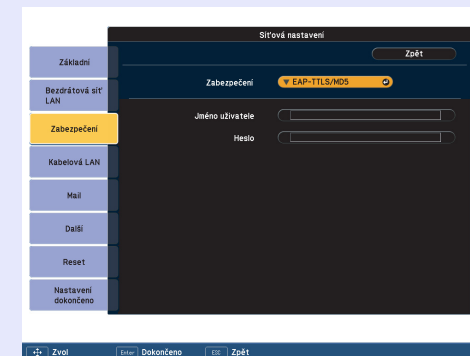 Síťová nastavení
Zpět
Základní
Zabezpečení
EAP-TTLS/MD5
Bezdrátová síť
LAN
Jméno uživatele
Zabezpečení
Heslo
Kabelová LAN
Mail
Další
Reset
Nastavení
dokončeno
Zvol
Enter Dokončeno
ESC Zpět